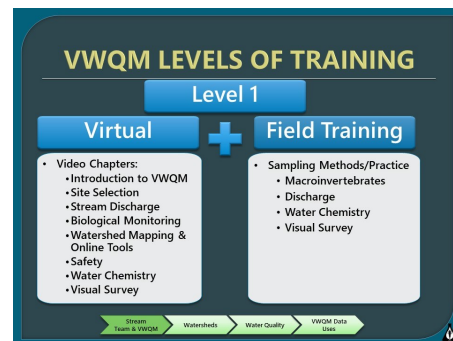 VWQM LEVELS OF TRAINING
Level 1
Virtual
Field Training
• Video Chapters:
• Introduction to VWQM
• Site Selection
• Stream Discharge
• Biological Monitoring
• Watershed Mapping &
Online Tools
• Safety
• Water Chemistry
• Visual Survey
• Sampling Methods/Practice
• Macroinvertebrates
• Discharge
• Water Chemistry
• Visual Survey
Stream
Team & VWQM
Watersheds
Water Quality
VWQM Data
Uses